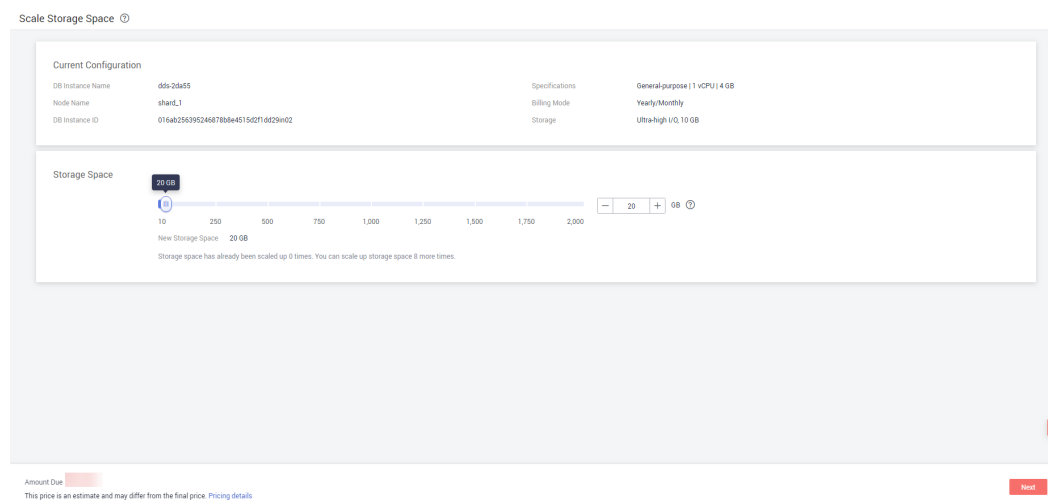 Scale Storage Space
Current Configuration
DB Instance Name dds-2da55 Specifications General-purpose | 1 vCPU | 4 GB
Node Name shard_1 Billing Mode Yearly/Monthly
DB Instance ID 016ab256395246878b8e4515d2f1dd29in02 Storage Ultra-high I/O, 10 GB
Storage Space
20 GB
20 GB
10 250 500 750 1,000 1,250 1,500 1,750 2,000
New Storage Space 20 GB
Storage space has already been scaled up 0 times. You can scale up storage space 8 more times.
Amount Due
This price is an estimate and may differ from the final price. Pricing details
Next